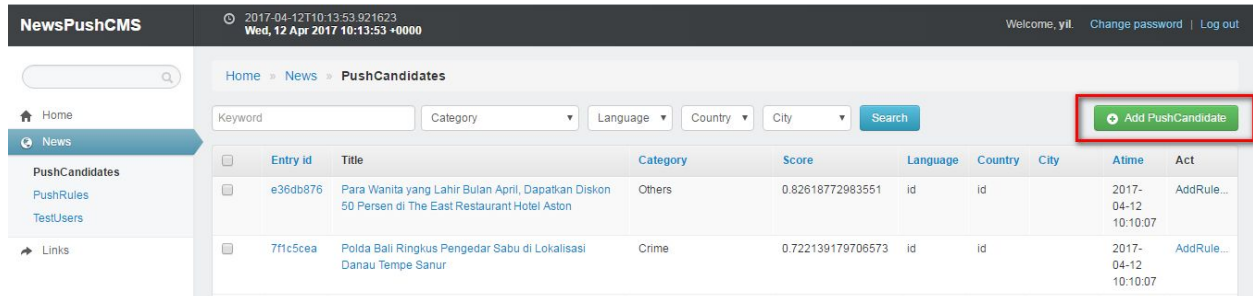 NewsPushCMS
2017-04-12T10:13:53.921623
Wed, 12 Apr 2017 10:13:53 +0000
Welcome, yil. Change password | Log out
Home » News » PushCandidates
Home
News
PushCandidates
PushRules
TestUsers
Links
Keyword Category Language Country City Search Add PushCandidate
Entry id Title Category Score Language Country City Atime Act
e36db876 Para Wanita yang Lahir Bulan April, Dapatkan Diskon Others 0.82618772983551 id id 2017- AddRule...
50 Persen di The East Restaurant Hotel Aston 04-12
10:10:07
7f1c5cea Polda Bali Ringkus Pengedar Sabu di Lokalisasi Crime 0.722139179706573 id id 2017- AddRule...
Danau Tempe Sanur 04-12
10:10:07